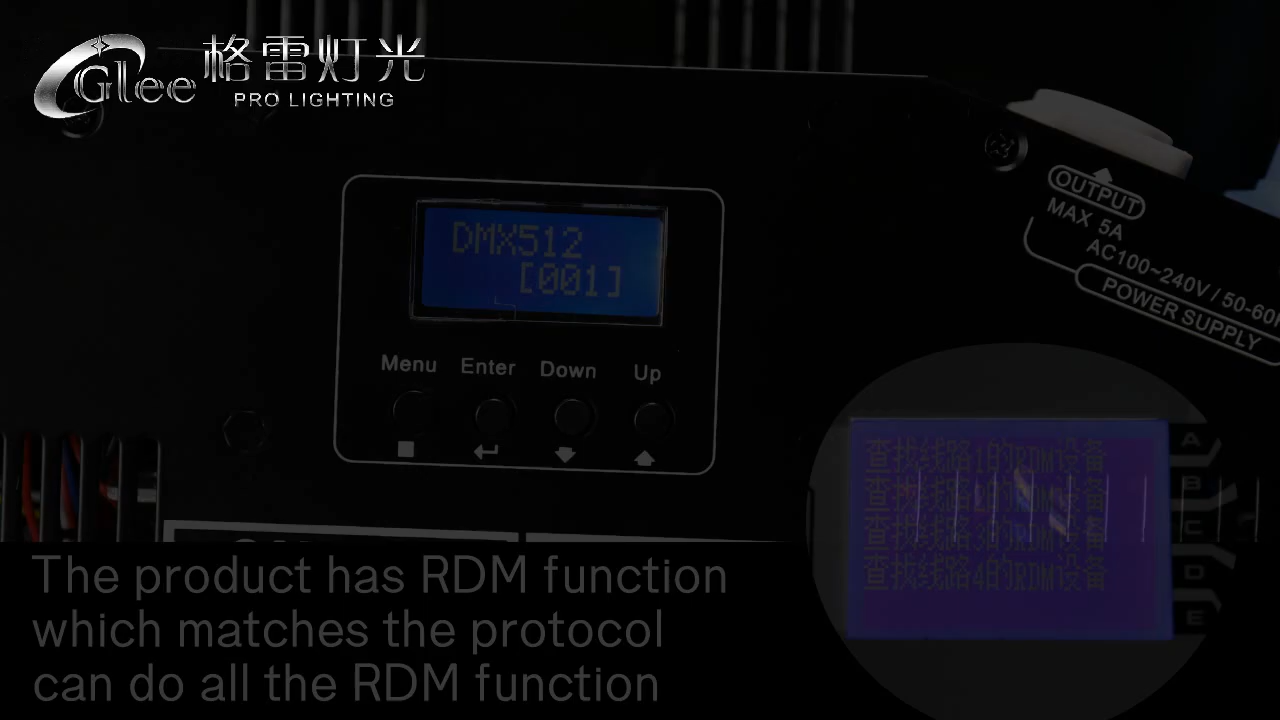 Glee 格雷灯光
PRO LIGHTING
OUTPUT
MAX 5A
AC100~240V / 50-60
POWER SUPPLY
DMX512
[001]
Menu Enter Down Up
查找线路1的RDM设备
查找线路2的RDM设备
查找线路3的RDM设备
查找线路4的RDM设备
A
B
C
D
E
The product has RDM function
which matches the protocol
can do all the RDM function